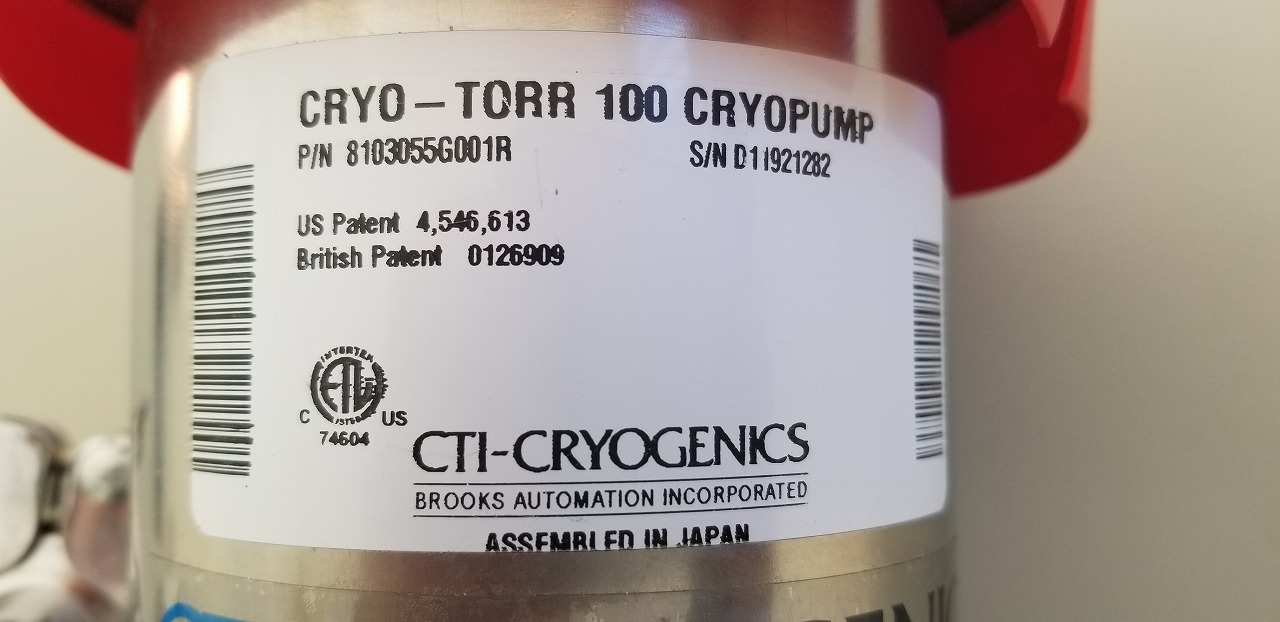 CRYO-TORR 100 CRYOPUMP
P/N 8103055G001R
S/N D11921282
US Patent 4,546,613
British Patent 0126909
INTERTEK
ETL
LISTED
C US
74604
CTI-CRYOGENICS
BROOKS AUTOMATION INCORPORATED
ASSEMBLED IN JAPAN